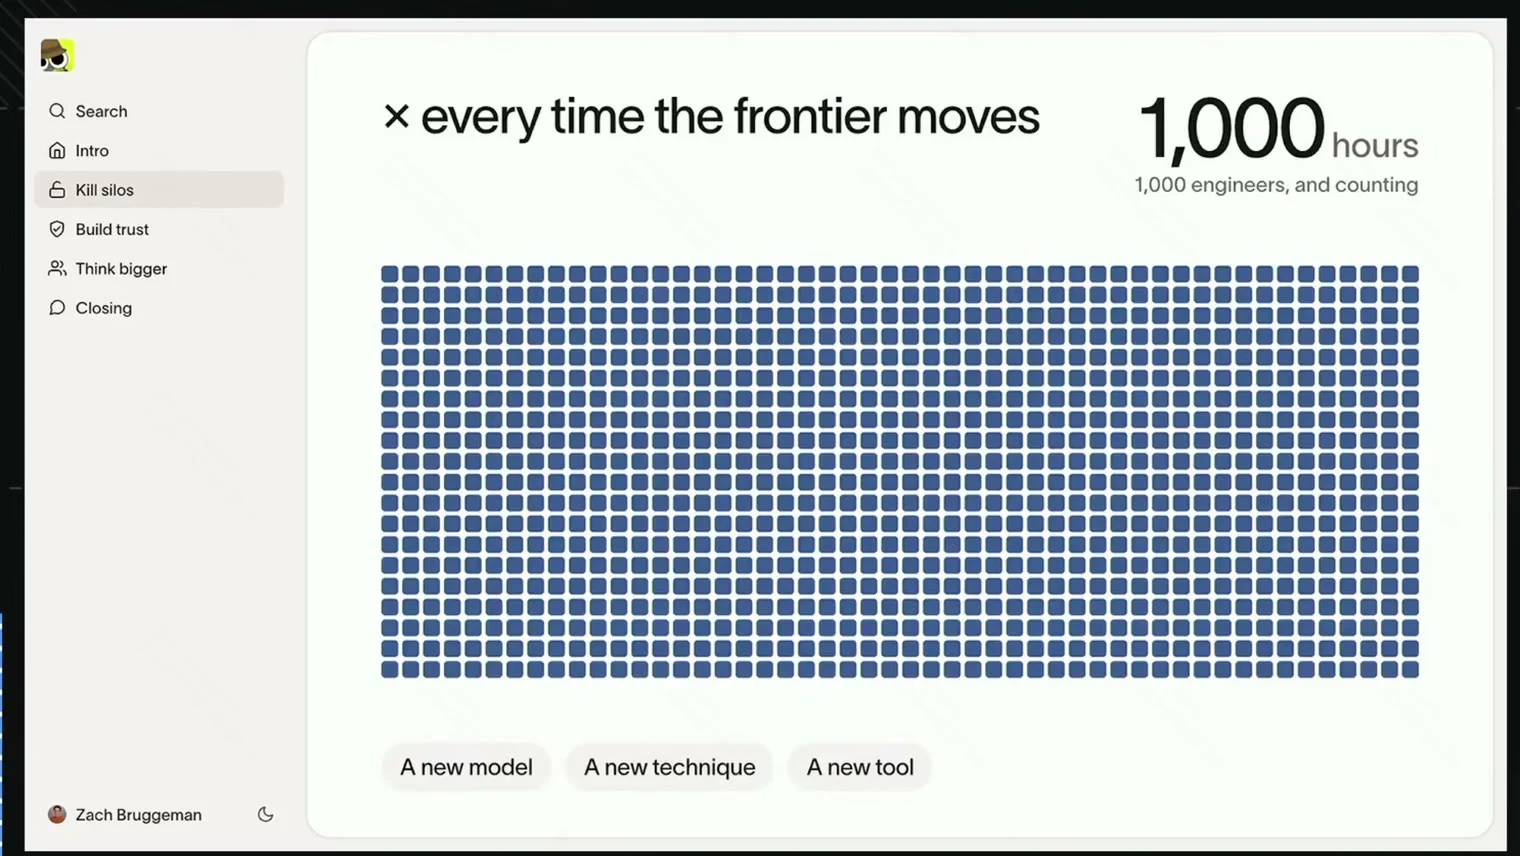 Search
Intro
Kill silos
Build trust
Think bigger
Closing
Zach Bruggeman
× every time the frontier moves
1,000 hours
1,000 engineers, and counting
A new model
A new technique
A new tool